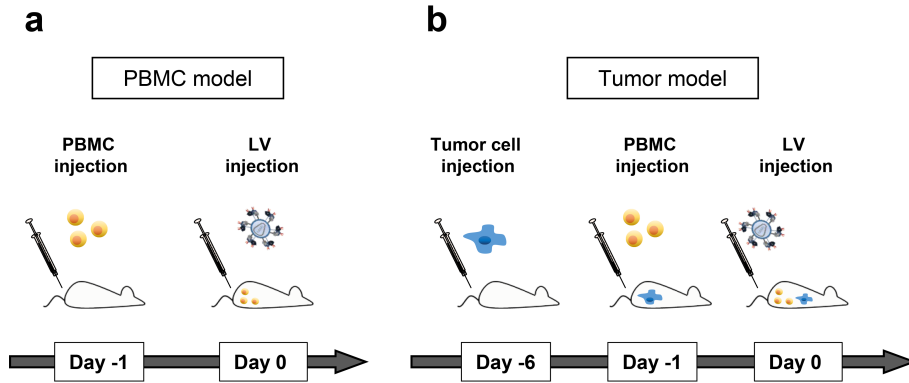 a
PBMC model
PBMC
injection
LV
injection
Day -1
Day 0
b
Tumor model
Tumor cell
injection
PBMC
injection
LV
injection
Day -6
Day -1
Day 0